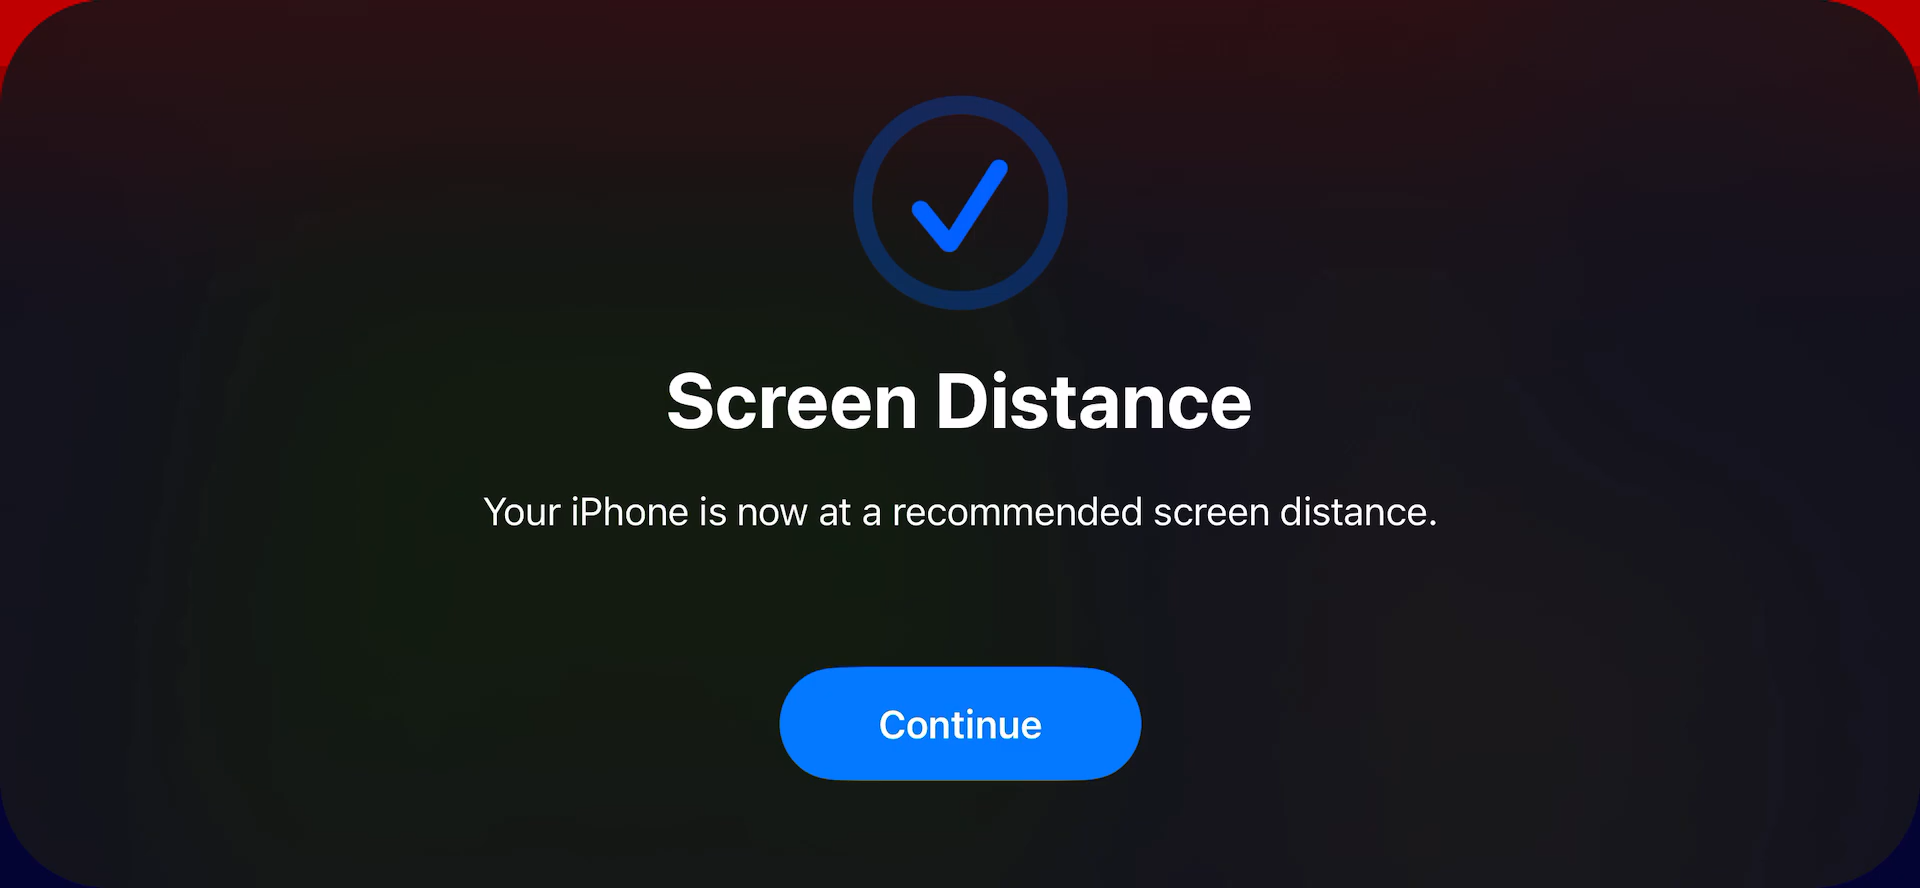 Screen Distance
Your iPhone is now at a recommended screen distance.
Continue